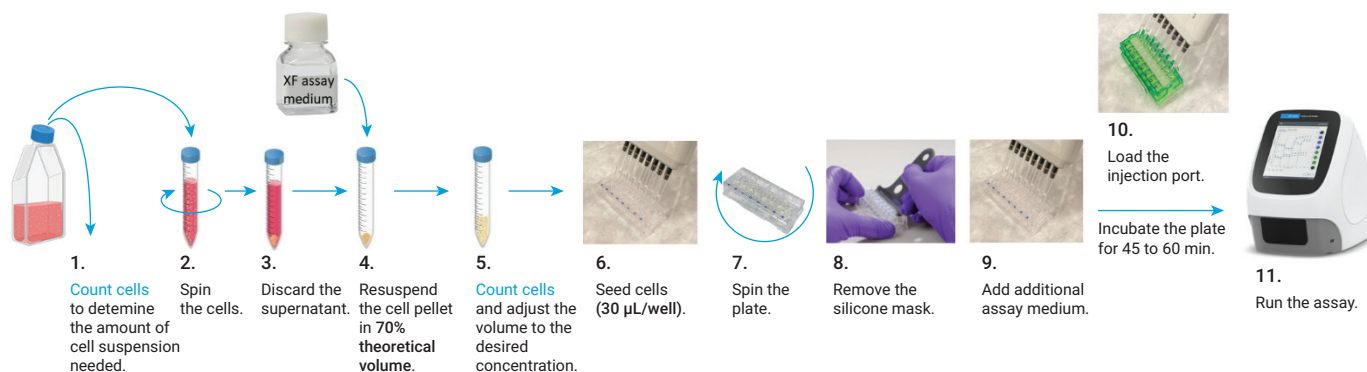 XF assay
medium
1.
Count cells
to detemine
the amount of
cell suspension
needed.
2.
Spin
the cells.
3.
Discard the
supernatant.
4.
Resuspend
the cell pellet
in 70%
theoretical
volume.
5.
Count cells
and adjust the
volume to the
desired
concentration.
6.
Seed cells
(30 µL/well).
7.
Spin the
plate.
8.
Remove the
silicone mask.
9.
Add additional
assay medium.
10.
Load the
injection port.
Incubate the plate
for 45 to 60 min.
11.
Run the assay.